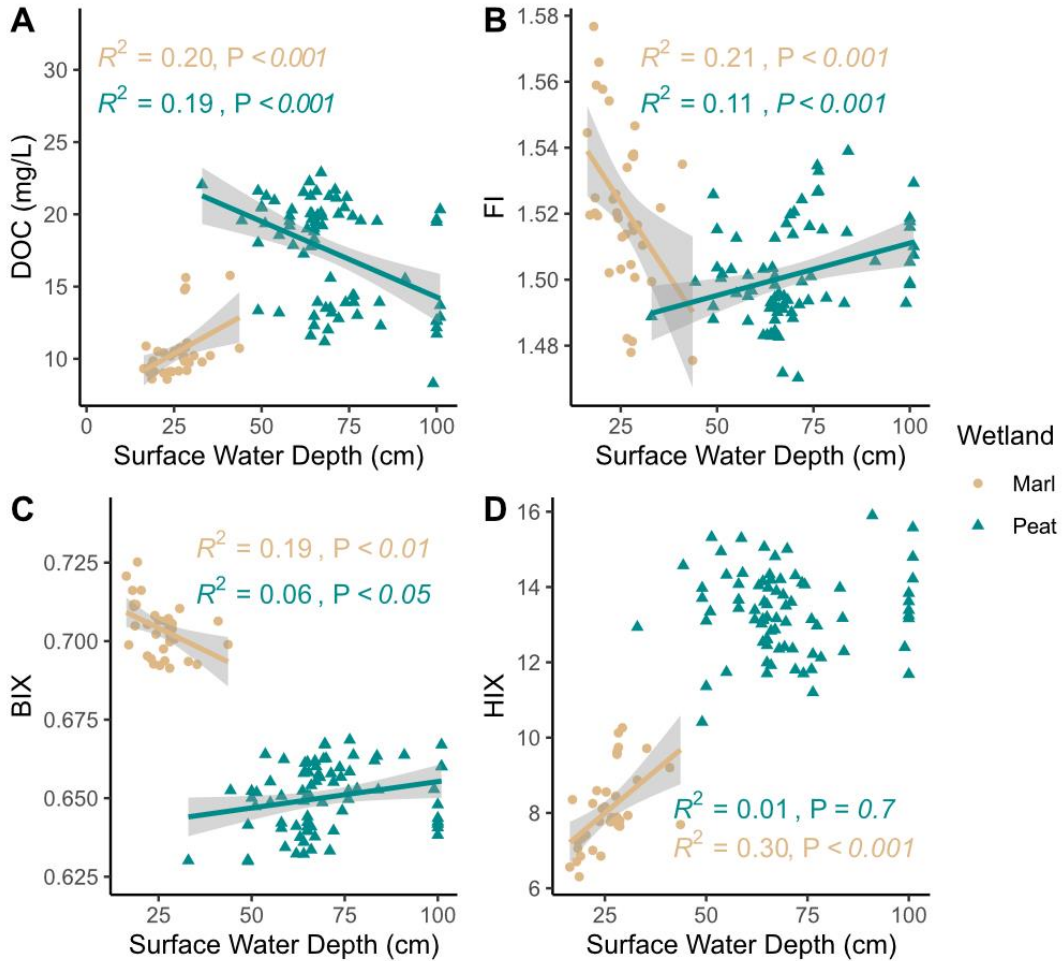 A
R² = 0.20, P < 0.001
R² = 0.19, P < 0.001
DOC (mg/L)
30
25
20
15
10
0 25 50 75 100
Surface Water Depth (cm)
B
R² = 0.21, P < 0.001
R² = 0.11, P < 0.001
FI
1.58
1.56
1.54
1.52
1.50
1.48
25 50 75 100
Surface Water Depth (cm)
Wetland
Marl
Peat
C
R² = 0.19, P < 0.01
R² = 0.06, P < 0.05
BIX
0.725
0.700
0.675
0.650
0.625
25 50 75 100
Surface Water Depth (cm)
D
HIX
16
14
12
10
8
6
R² = 0.01, P = 0.7
R² = 0.30, P < 0.001
25 50 75 100
Surface Water Depth (cm)